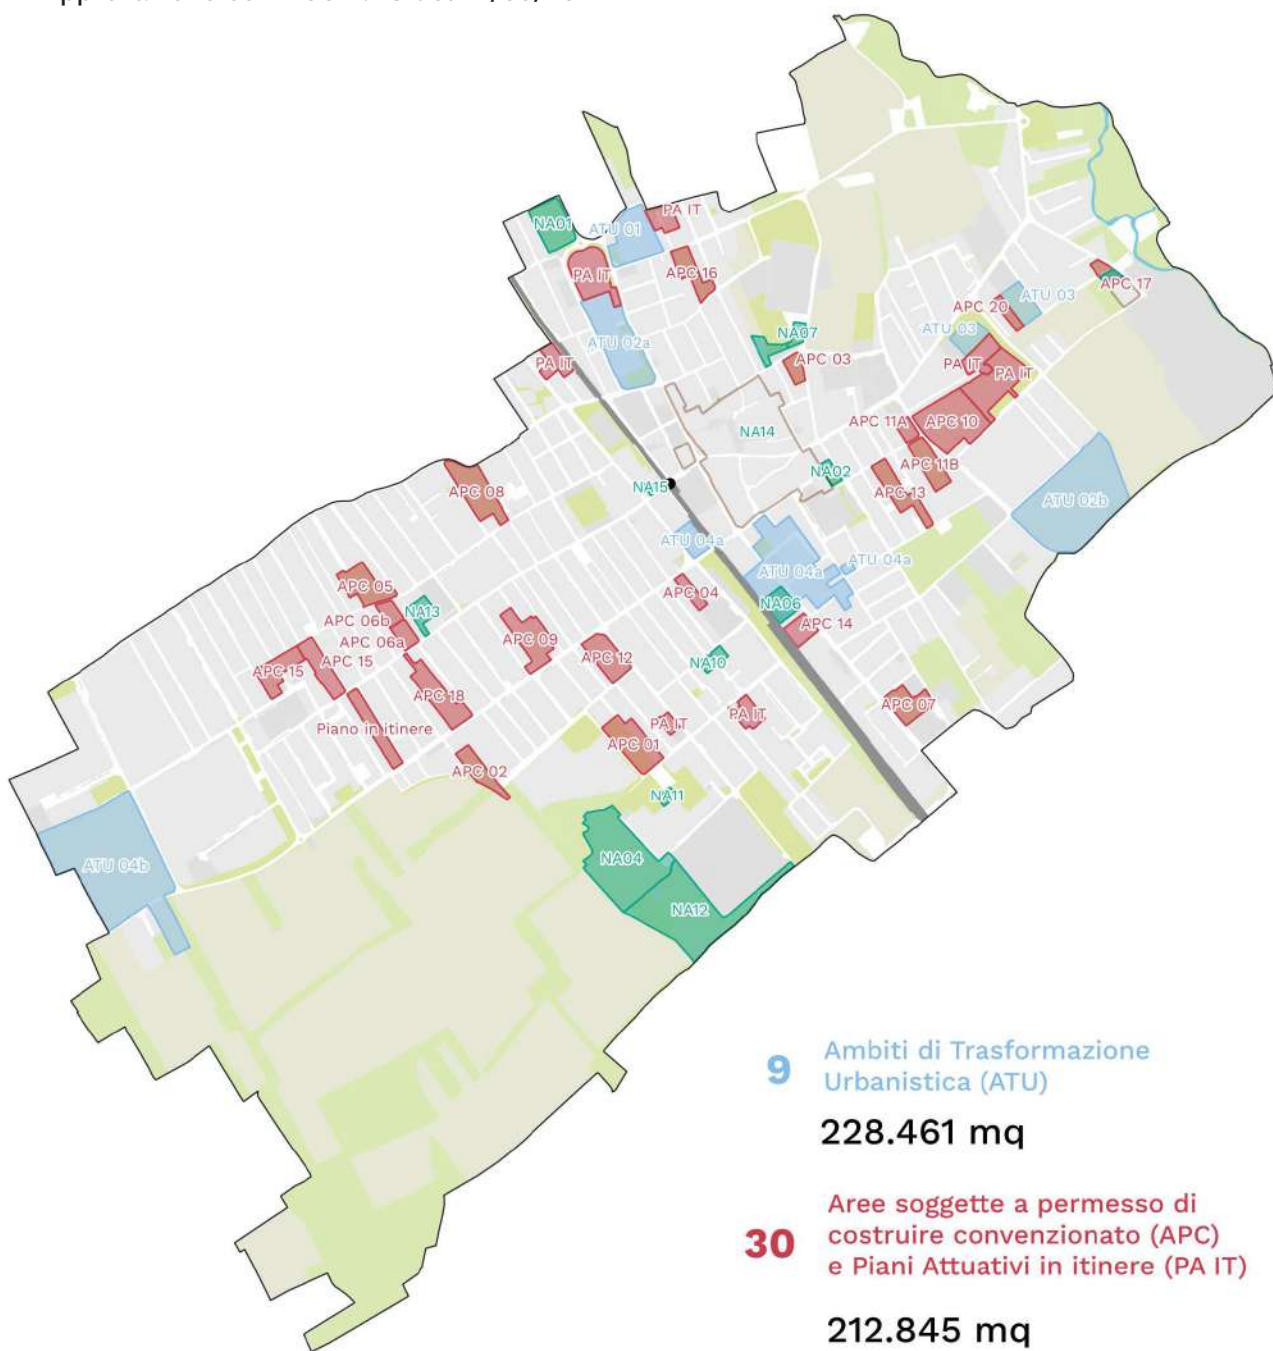 PA IT
NA01
ATU 01
PA IT
APC 16
APC 17
ATU 03
APC 20
NA07
ATU 03
ATU 02a
APC 03
PA IT
PA IT
PA IT
APC 11A
APC 10
NA14
APC 11B
NA02
APC 08
NA15
APC 13
ATU 02b
ATU 04a
ATU 04a
ATU 04a
APC 05
APC 04
NA06
NA13
APC 06b
APC 14
APC 06a
APC 09
APC 12
NA10
APC 15
APC 15
APC 18
APC 07
PA IT
PA IT
Piano in itinere
APC 01
APC 02
NA11
NA04
ATU 04b
NA12
9
Ambiti di Trasformazione
Urbanistica (ATU)
228.461 mq
30
Aree soggette a permesso di
costruire convenzionato (APC)
e Piani Attuativi in itinere (PA IT)
212.845 mq